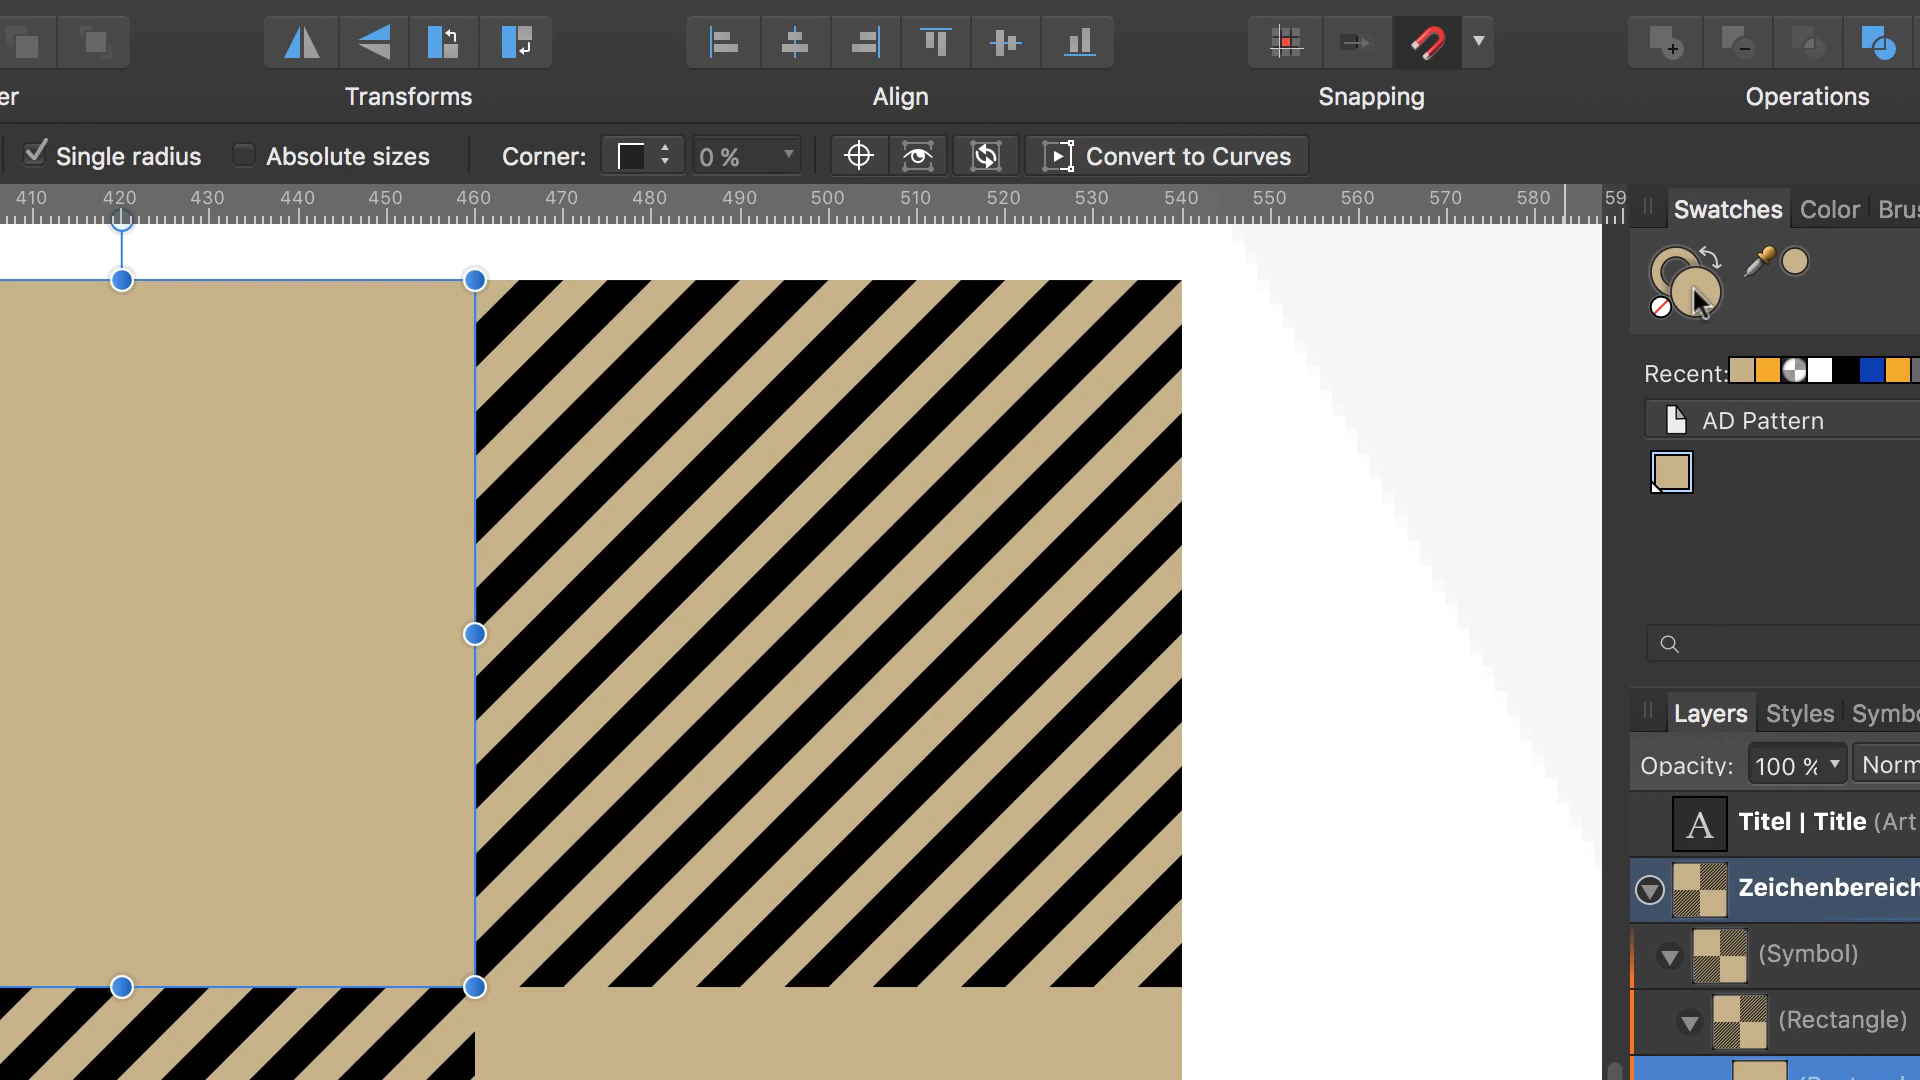 er
Transforms
Align
Snapping
Operations
Single radius
Absolute sizes
Corner:
0 %
Convert to Curves
410 420 430 440 450 460 470 480 490 500 510 520 530 540 550 560 570 580 59
Swatches Color Brus
Recent:
AD Pattern
Layers Styles Symbo
Opacity: 100 % Norm
A Titel | Title (Art
Zeichenbereich
(Symbol)
(Rectangle)